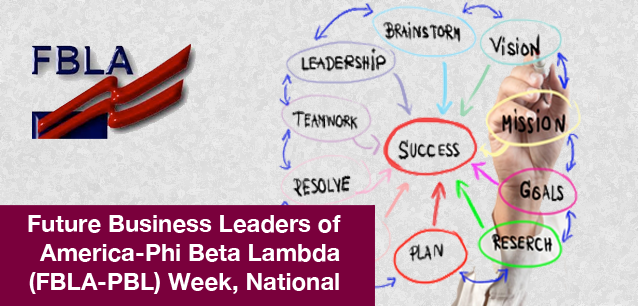 FBLA
BRAINSTORM
VISION
LEADERSHIP
TEAMWORK
MISSION
SUCCESS
RESOLVE
GOALS
PLAN
RESERCH
Future Business Leaders of
America-Phi Beta Lambda
(FBLA-PBL) Week, National